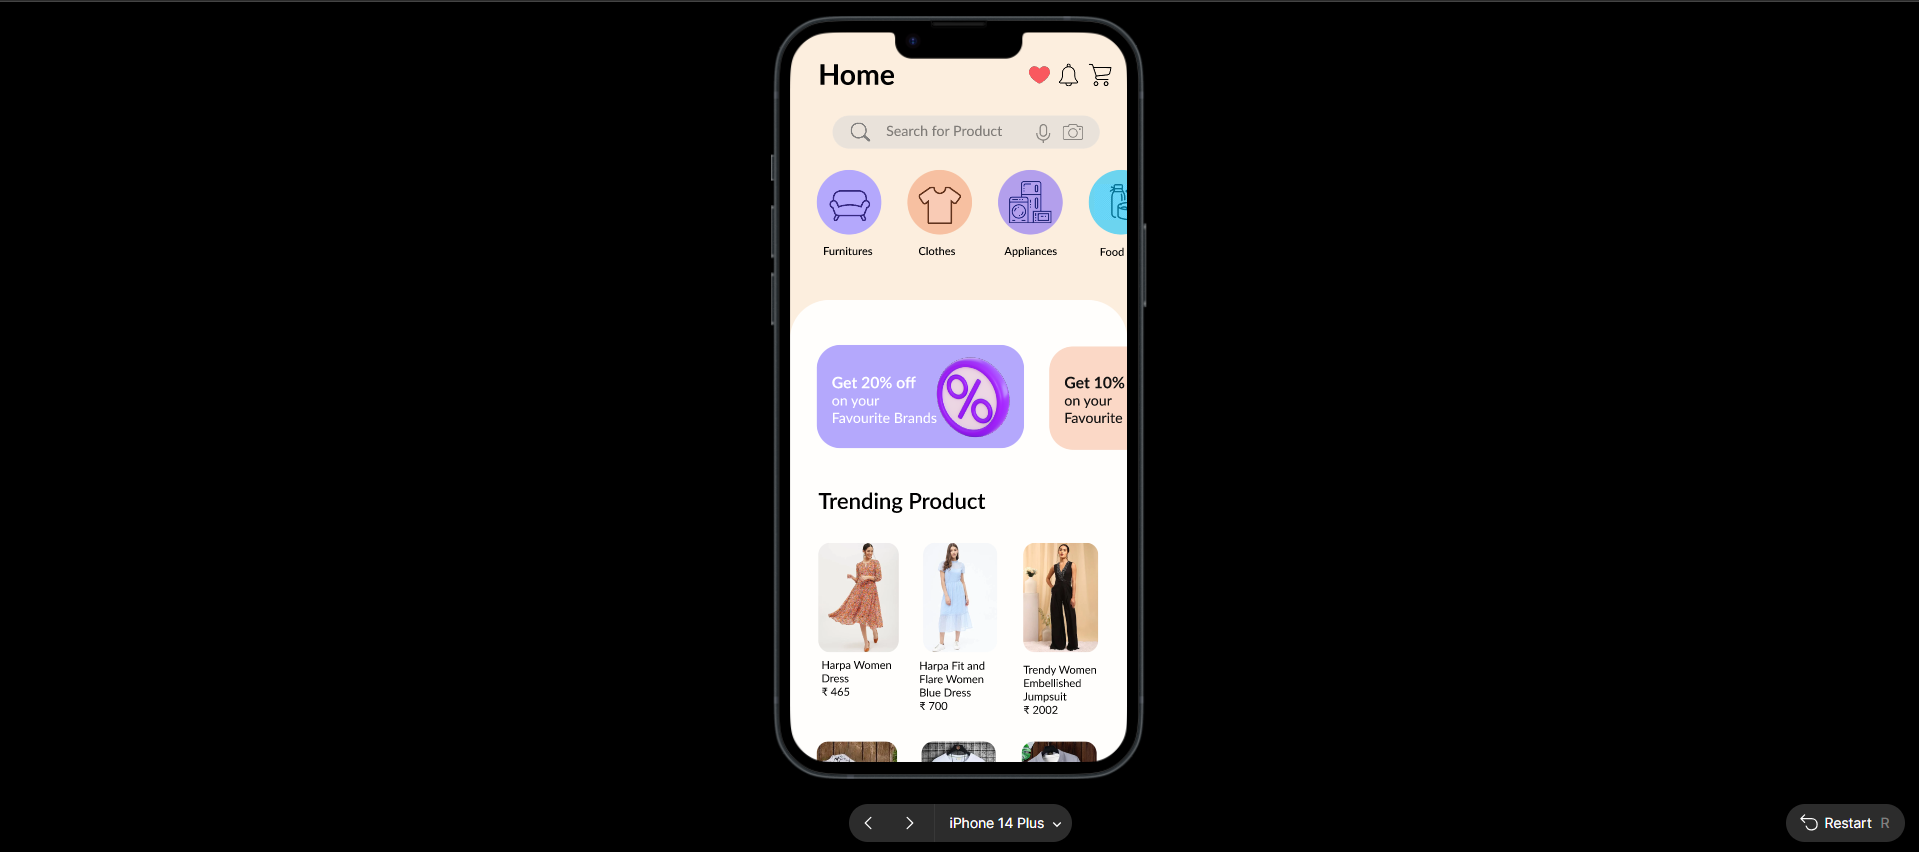 Home
Search for Product
Furnitures
Clothes
Appliances
Food
Get 20% off
on your
Favourite Brands
Get 10%
on your
Favourite
Trending Product
Harpa Women
Dress
₹ 465
Harpa Fit and
Flare Women
Blue Dress
₹ 700
Trendy Women
Embellished
Jumpsuit
₹ 2002
iPhone 14 Plus
Restart R